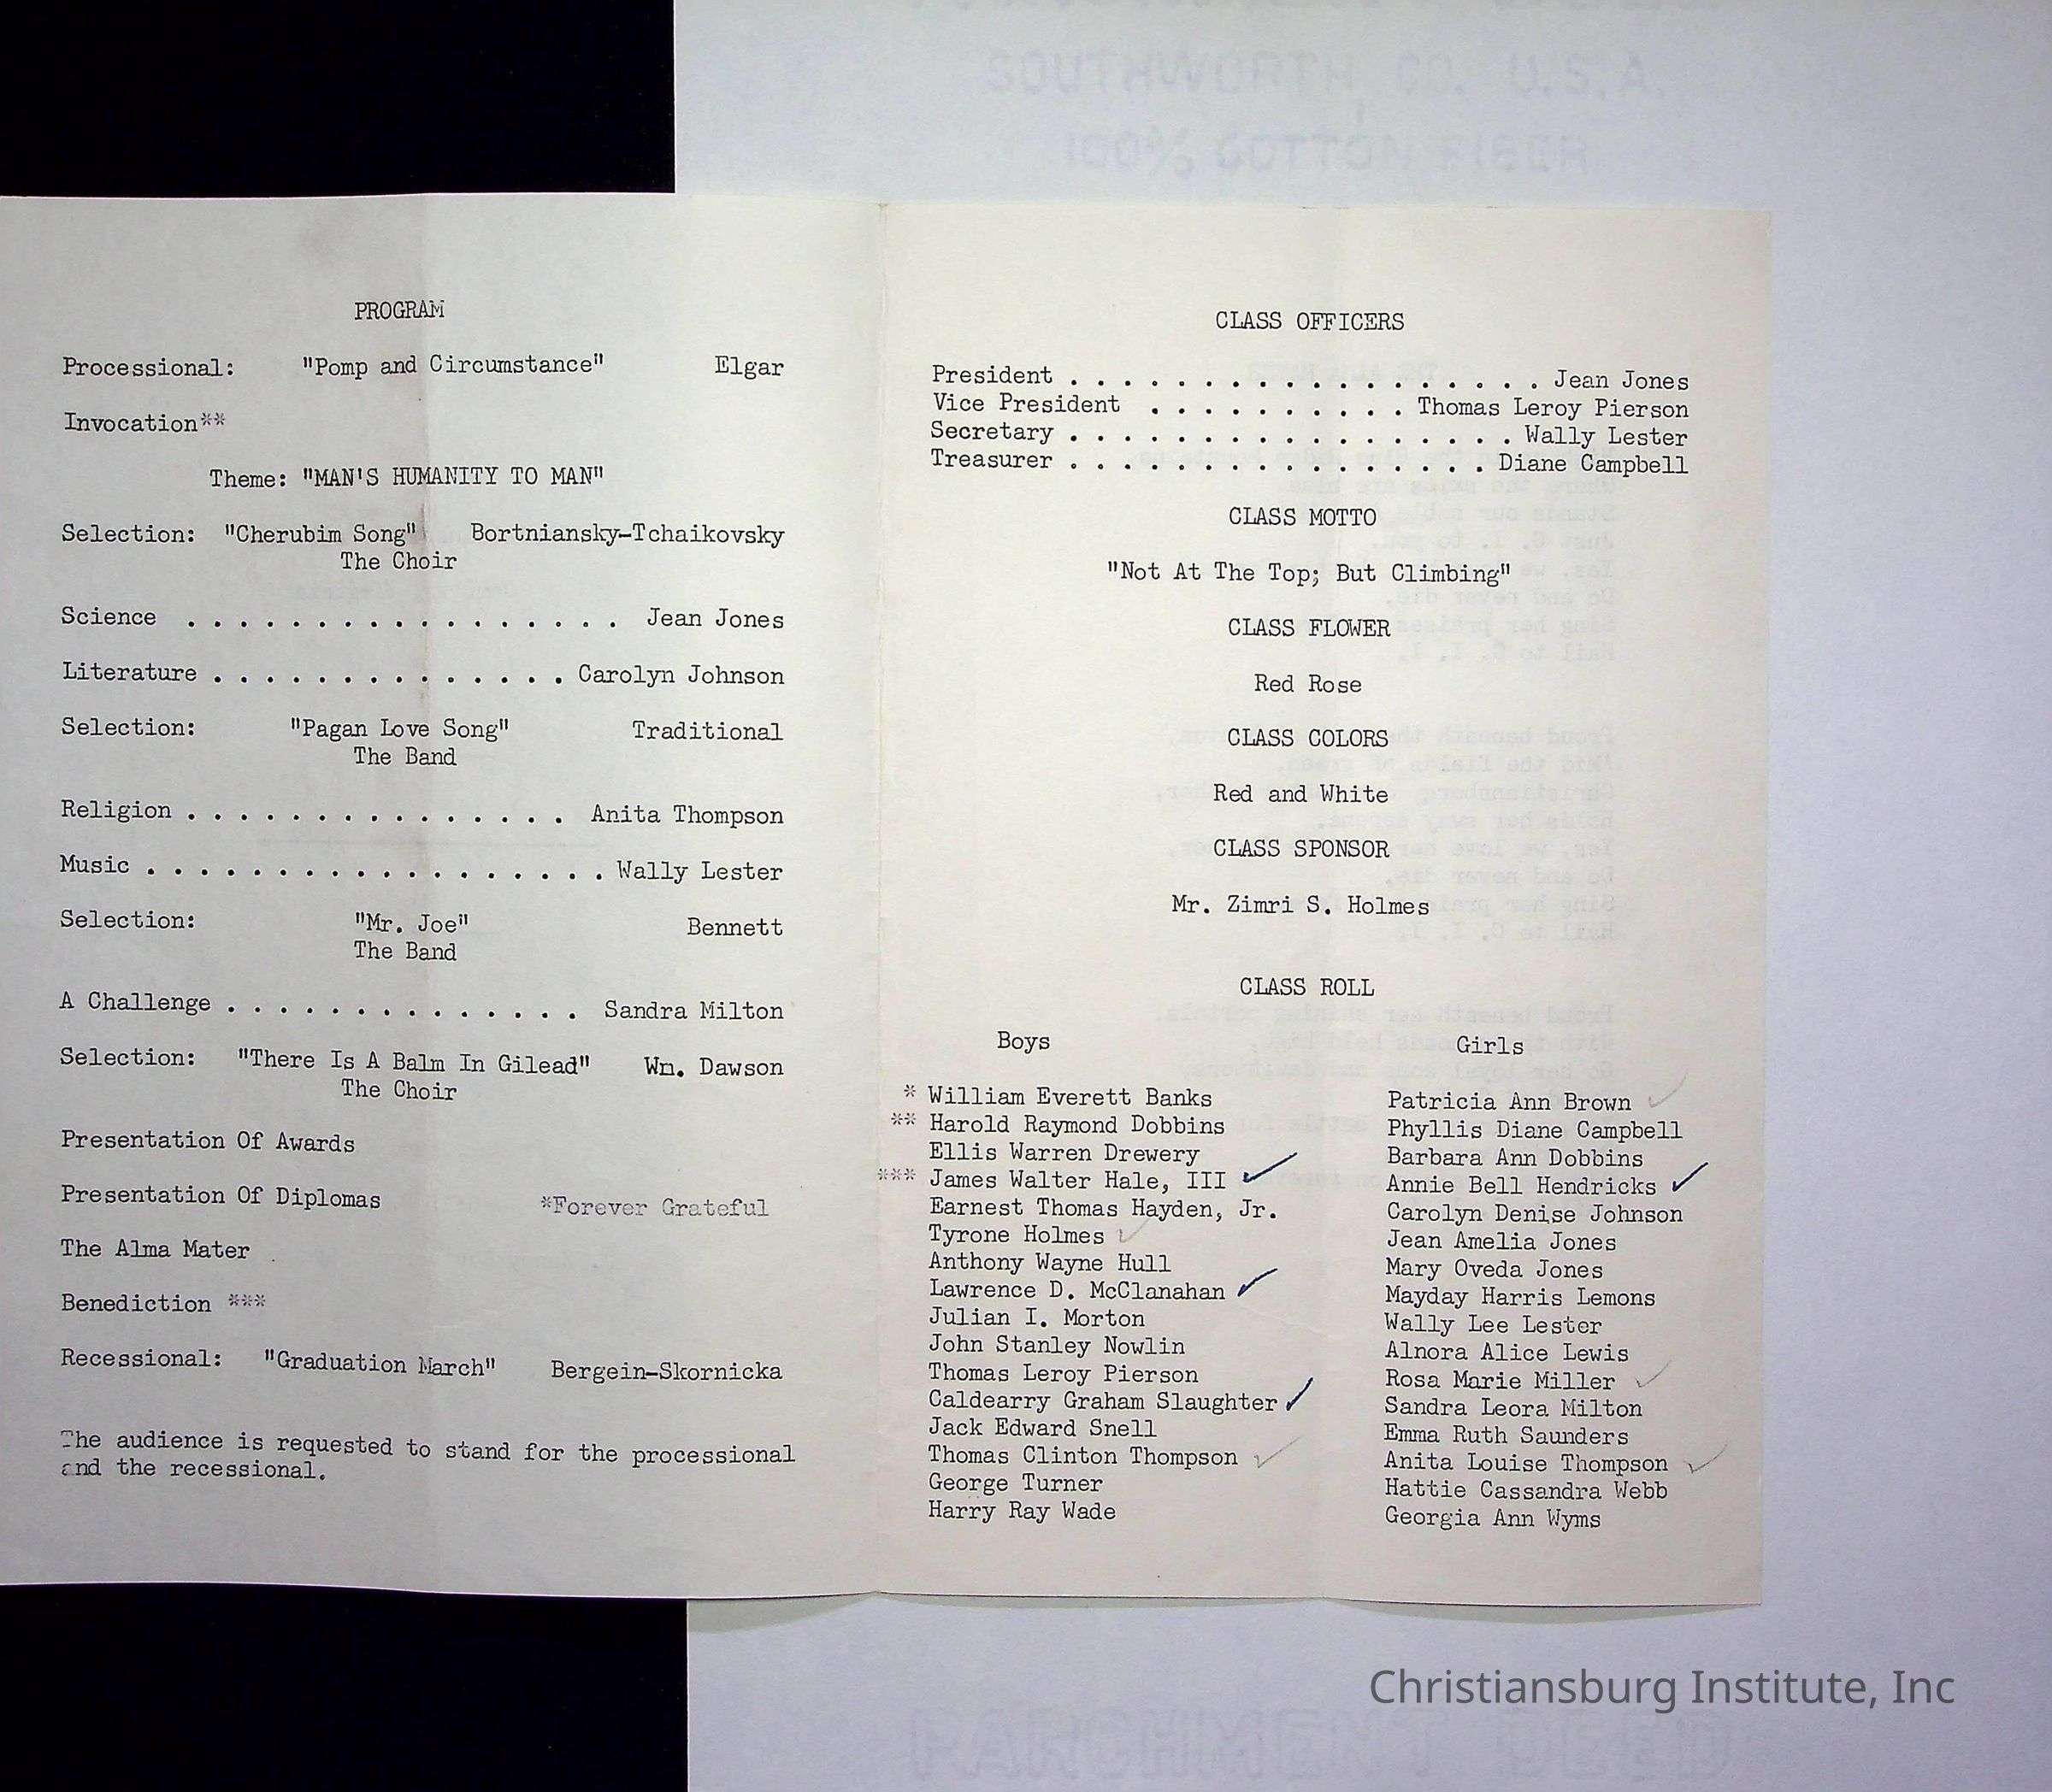 SOUTHWORTH CO. U.S.A.
100% COTTON FIBER
PROGRAM
Processional: "Pomp and Circumstance" Elgar
Invocation**
Theme: "MAN'S HUMANITY TO MAN"
Selection: "Cherubim Song" Bortniansky-Tchaikovsky
The Choir
Science . . . . . . . . . . . . . . . . . Jean Jones
Literature . . . . . . . . . . . . . . Carolyn Johnson
Selection: "Pagan Love Song" Traditional
The Band
Religion . . . . . . . . . . . . . . . Anita Thompson
Music . . . . . . . . . . . . . . . . . . Wally Lester
Selection: "Mr. Joe" Bennett
The Band
A Challenge . . . . . . . . . . . . . . Sandra Milton
Selection: "There Is A Balm In Gilead" Wm. Dawson
The Choir
Presentation Of Awards
Presentation Of Diplomas *Forever Grateful
The Alma Mater
Benediction ***
Recessional: "Graduation March" Bergein-Skornicka
The audience is requested to stand for the processional
and the recessional.
CLASS OFFICERS
President . . . . . . . . . . . . . . . . . . Jean Jones
Vice President . . . . . . . . . . Thomas Leroy Pierson
Secretary . . . . . . . . . . . . . . . . . Wally Lester
Treasurer . . . . . . . . . . . . . . . . Diane Campbell
CLASS MOTTO
"Not At The Top; But Climbing"
CLASS FLOWER
Red Rose
CLASS COLORS
Red and White
CLASS SPONSOR
Mr. Zimri S. Holmes
CLASS ROLL
Boys
* William Everett Banks
** Harold Raymond Dobbins
Ellis Warren Drewery
*** James Walter Hale, III ✓
Earnest Thomas Hayden, Jr.
Tyrone Holmes ✓
Anthony Wayne Hull
Lawrence D. McClanahan ✓
Julian I. Morton
John Stanley Nowlin
Thomas Leroy Pierson
Caldearry Graham Slaughter ✓
Jack Edward Snell
Thomas Clinton Thompson ✓
George Turner
Harry Ray Wade
Girls
Patricia Ann Brown ✓
Phyllis Diane Campbell
Barbara Ann Dobbins
Annie Bell Hendricks ✓
Carolyn Denise Johnson
Jean Amelia Jones
Mary Oveda Jones
Mayday Harris Lemons
Wally Lee Lester
Alnora Alice Lewis
Rosa Marie Miller ✓
Sandra Leora Milton
Emma Ruth Saunders
Anita Louise Thompson ✓
Hattie Cassandra Webb
Georgia Ann Wyms
Christiansburg Institute, Inc
PARCHMENT DEED